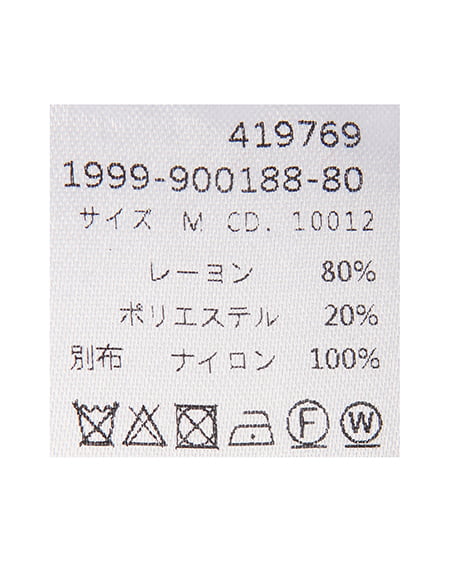 419769
1999-900188-80
サイズ M CD. 10012
レーヨン 80%
ポリエステル 20%
別布 ナイロン 100%
F W